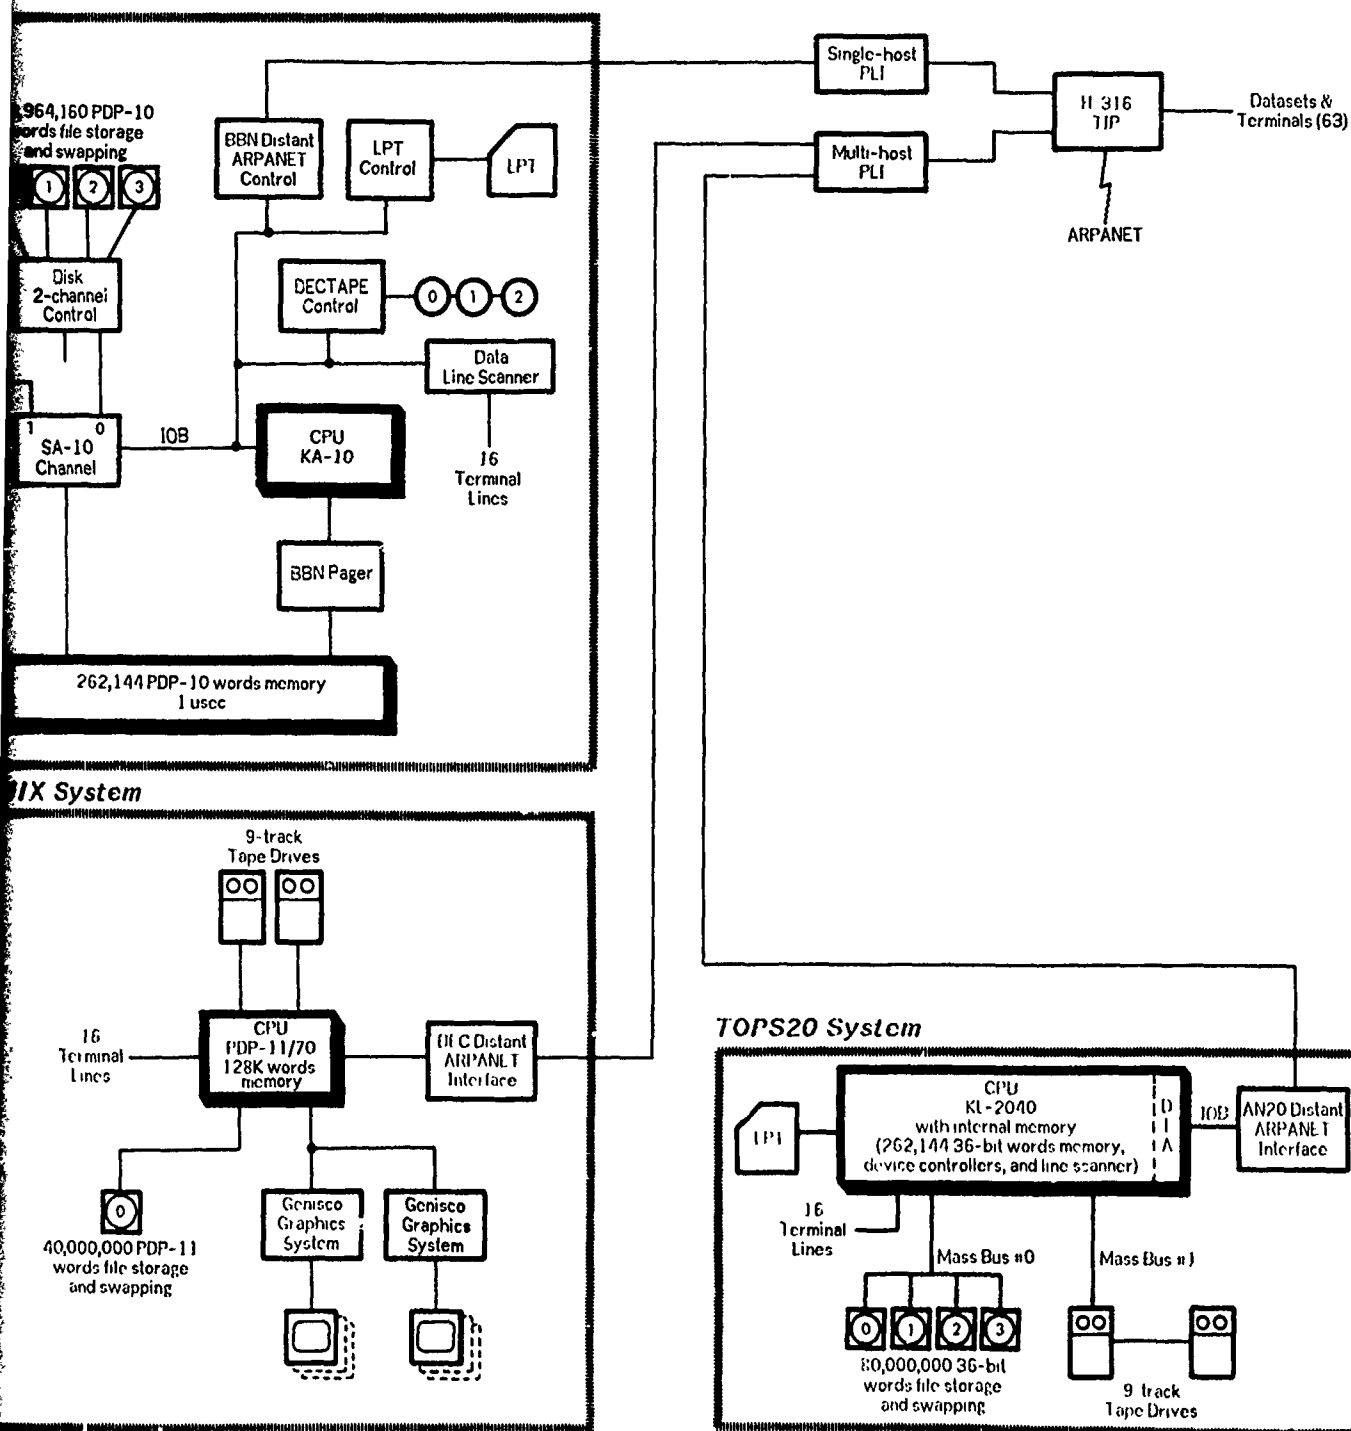 964,160 PDP-10
words file storage
and swapping
1
2
3
Disk
2-channel
Control
1
0
SA-10
Channel
IOB
BBN Distant
ARPANET
Control
LPT
Control
LPT
DECTAPE
Control
0
1
2
Data
Line Scanner
16
Terminal
Lines
CPU
KA-10
BBN Pager
262,144 PDP-10 words memory
1 usec
Single-host
PLI
Multi-host
PLI
H 316
TIP
Datasets &
Terminals (63)
ARPANET
IX System
9-track
Tape Drives
16
Terminal
Lines
CPU
PDP-11/70
128K words
memory
DEC Distant
ARPANET
Interface
0
40,000,000 PDP-11
words file storage
and swapping
Genisco
Graphics
System
Genisco
Graphics
System
TOPS20 System
LPT
CPU
KL-2040
with internal memory
(262,144 36-bit words memory,
device controllers, and line scanner)
D
I
A
IOB
AN20 Distant
ARPANET
Interface
16
Terminal
Lines
Mass Bus #0
Mass Bus #1
0
1
2
3
80,000,000 36-bit
words file storage
and swapping
9 track
Tape Drives